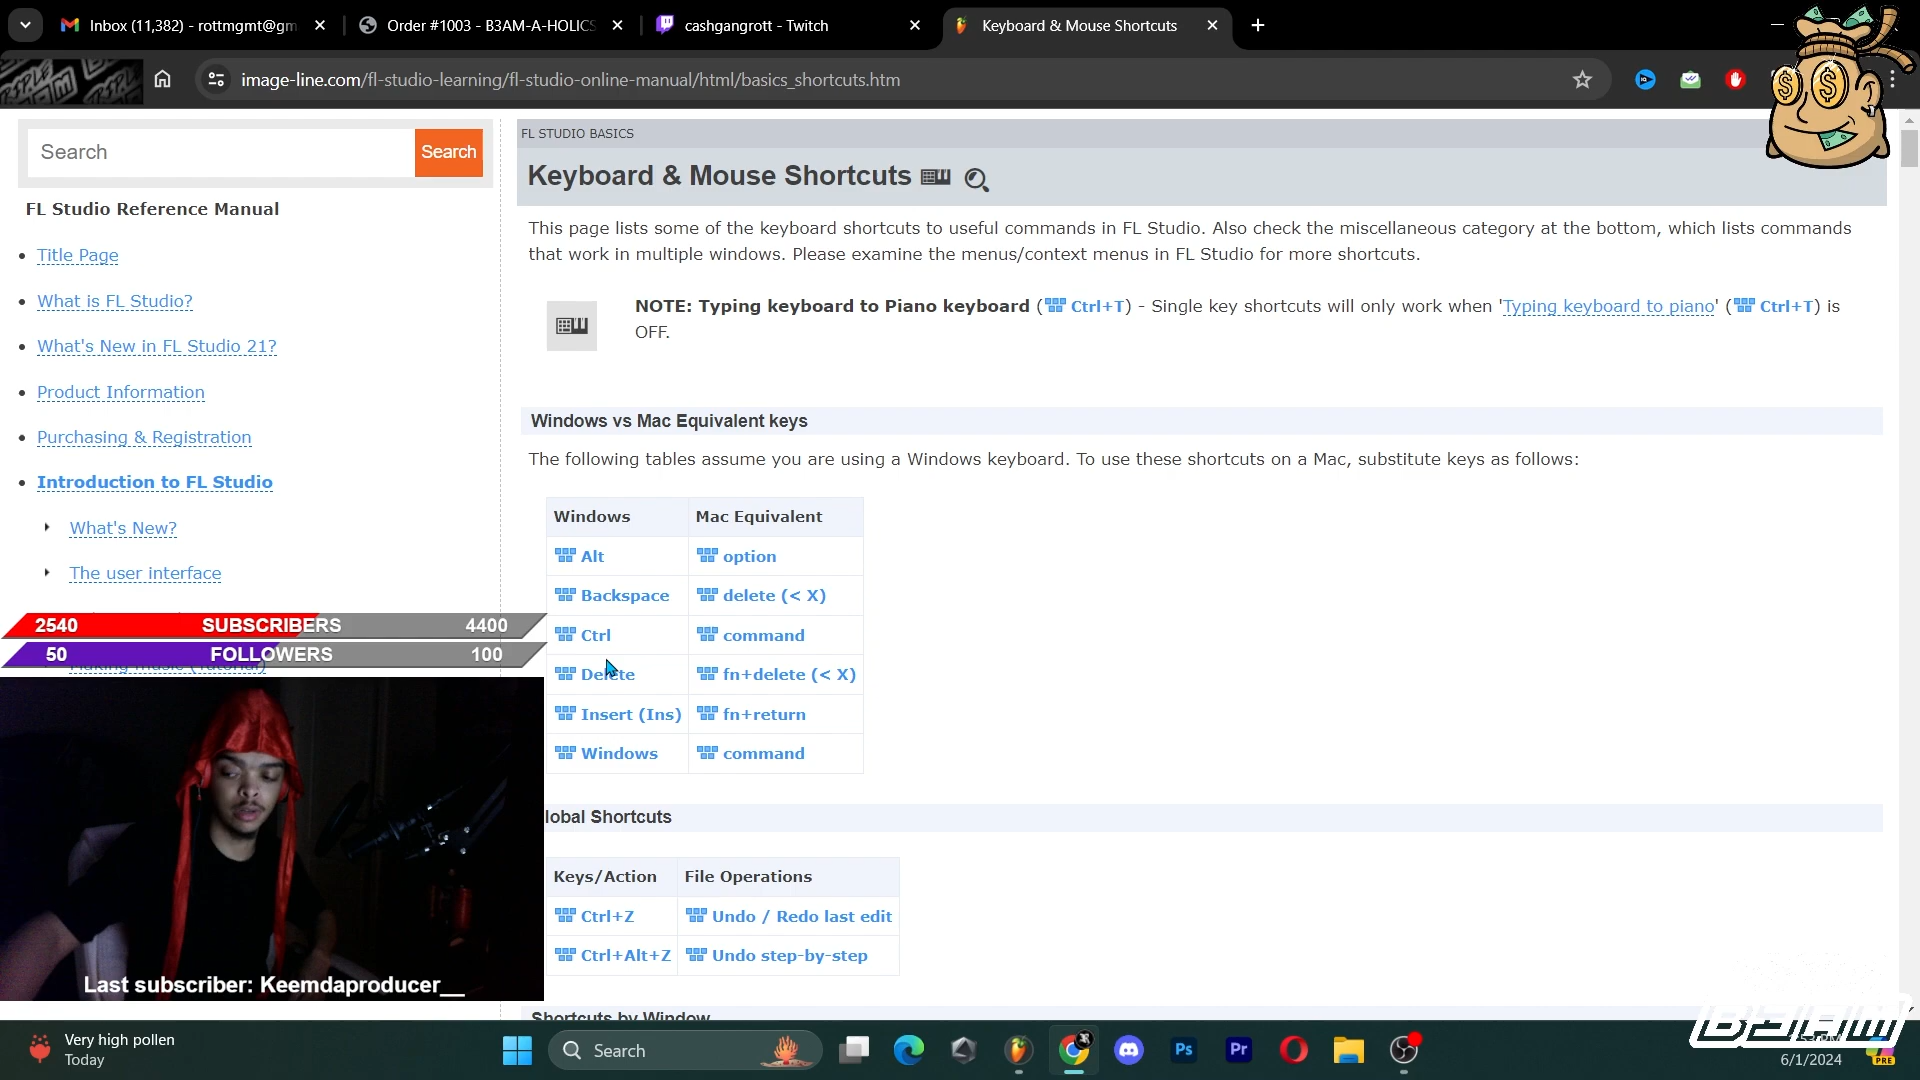 Inbox (11,382) - rottmgmt@gm
Order #1003 - B3AM-A-HOLICS
cashgangrott - Twitch
Keyboard & Mouse Shortcuts
image-line.com/fl-studio-learning/fl-studio-online-manual/html/basics_shortcuts.htm
Search
Search
FL Studio Reference Manual
Title Page
What is FL Studio?
What's New in FL Studio 21?
Product Information
Purchasing & Registration
Introduction to FL Studio
What's New?
The user interface
2540 SUBSCRIBERS 4400
50 FOLLOWERS 100
Making music (Tutorial)
Last subscriber: Keemdaproducer__
FL STUDIO BASICS
Keyboard & Mouse Shortcuts
This page lists some of the keyboard shortcuts to useful commands in FL Studio. Also check the miscellaneous category at the bottom, which lists commands
that work in multiple windows. Please examine the menus/context menus in FL Studio for more shortcuts.
NOTE: Typing keyboard to Piano keyboard (Ctrl+T) - Single key shortcuts will only work when 'Typing keyboard to piano' (Ctrl+T) is
OFF.
Windows vs Mac Equivalent keys
The following tables assume you are using a Windows keyboard. To use these shortcuts on a Mac, substitute keys as follows:
Windows Mac Equivalent
Alt option
Backspace delete (< X)
Ctrl command
Delete fn+delete (< X)
Insert (Ins) fn+return
Windows command
lobal Shortcuts
Keys/Action File Operations
Ctrl+Z Undo / Redo last edit
Ctrl+Alt+Z Undo step-by-step
Shortcuts by Window
Very high pollen
Today
Search
Ps
Pr
B3AM
PM
6/1/2024
PRE